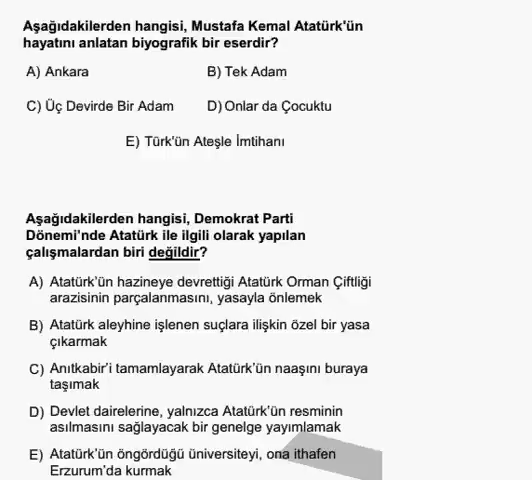 Aşağıdakilerden hangisi, Mustafa Kemal Atatürk'ün
hayatını anlatan biyografik bir eserdir?
A) Ankara B) Tek Adam
C) Üç Devirde Bir Adam D) Onlar da Çocuktu
E) Türk'ün Ateşle İmtihanı
Aşağıdakilerden hangisi, Demokrat Parti
Dönemi'nde Atatürk ile ilgili olarak yapılan
çalışmalardan biri değildir?
A) Atatürk'ün hazineye devrettiği Atatürk Orman Çiftliği
arazisinin parçalanmasını, yasayla önlemek
B) Atatürk aleyhine işlenen suçlara ilişkin özel bir yasa
çıkarmak
C) Anıtkabir'i tamamlayarak Atatürk'ün naaşını buraya
taşımak
D) Devlet dairelerine, yalnızca Atatürk'ün resminin
asılmasını sağlayacak bir genelge yayımlamak
E) Atatürk'ün öngördüğü üniversiteyi, ona ithafen
Erzurum'da kurmak